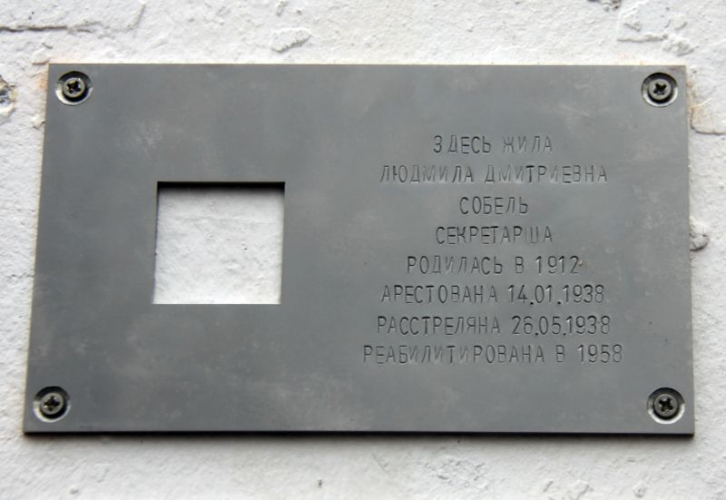 ЗДЕСЬ ЖИЛА
ЛЮДМИЛА ДМИТРИЕВНА
СОБЕЛЬ
СЕКРЕТАРША
РОДИЛАСЬ В 1912
АРЕСТОВАНА 14.01.1938
РАССТРЕЛЯНА 26.05.1938
РЕАБИЛИТИРОВАНА В 1958